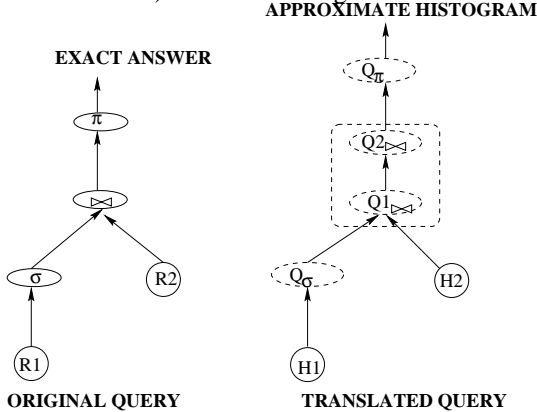 APPROXIMATE HISTOGRAM
EXACT ANSWER
Qπ
π
Q2⋈
⋈
Q1⋈
σ
R2
Qσ
H2
R1
H1
ORIGINAL QUERY
TRANSLATED QUERY